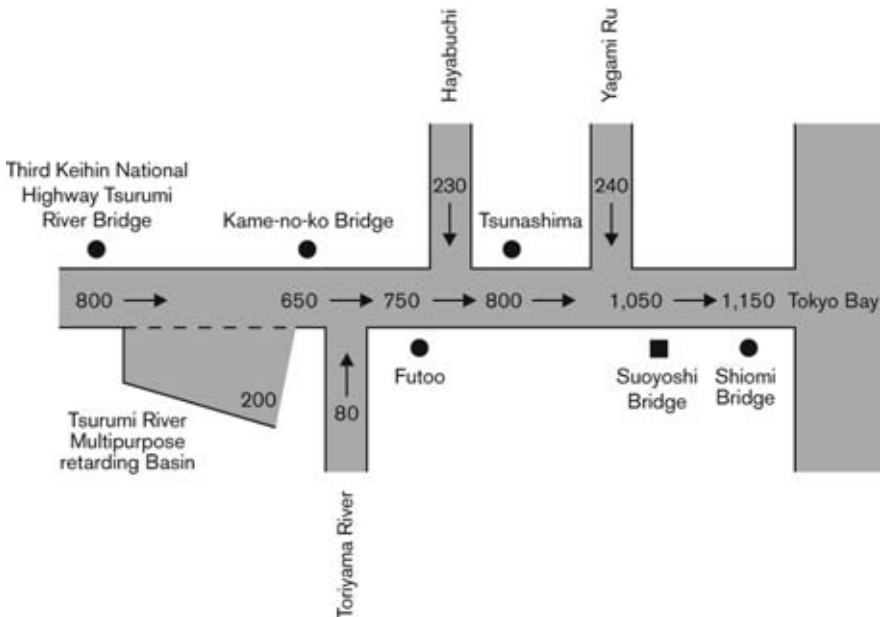 Hayabuchi
Yagami Ru
Third Keihin National
Highway Tsurumi
River Bridge
Kame-no-ko Bridge
230
Tsunashima
240
800
650
750
800
1,050
1,150
Tokyo Bay
200
80
Futoo
Suoyoshi
Bridge
Shiomi
Bridge
Tsurumi River
Multipurpose
retarding Basin
Toriyama River